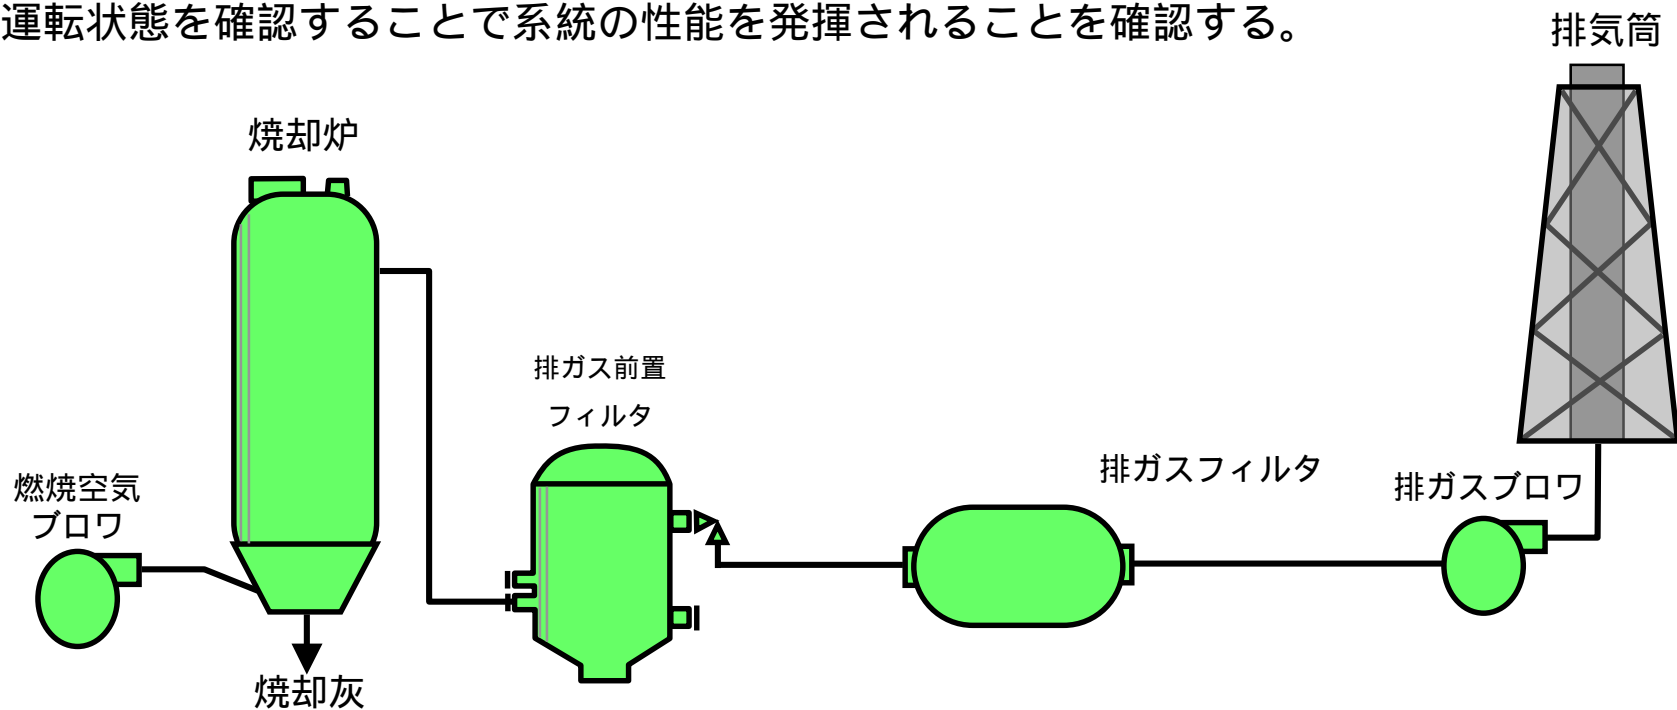 運転状態を確認することで系統の性能を発揮されることを確認する。
排気筒
焼却炉
排ガス前置
フィルタ
排ガスフィルタ
排ガスブロワ
燃焼空気
ブロワ
焼却灰